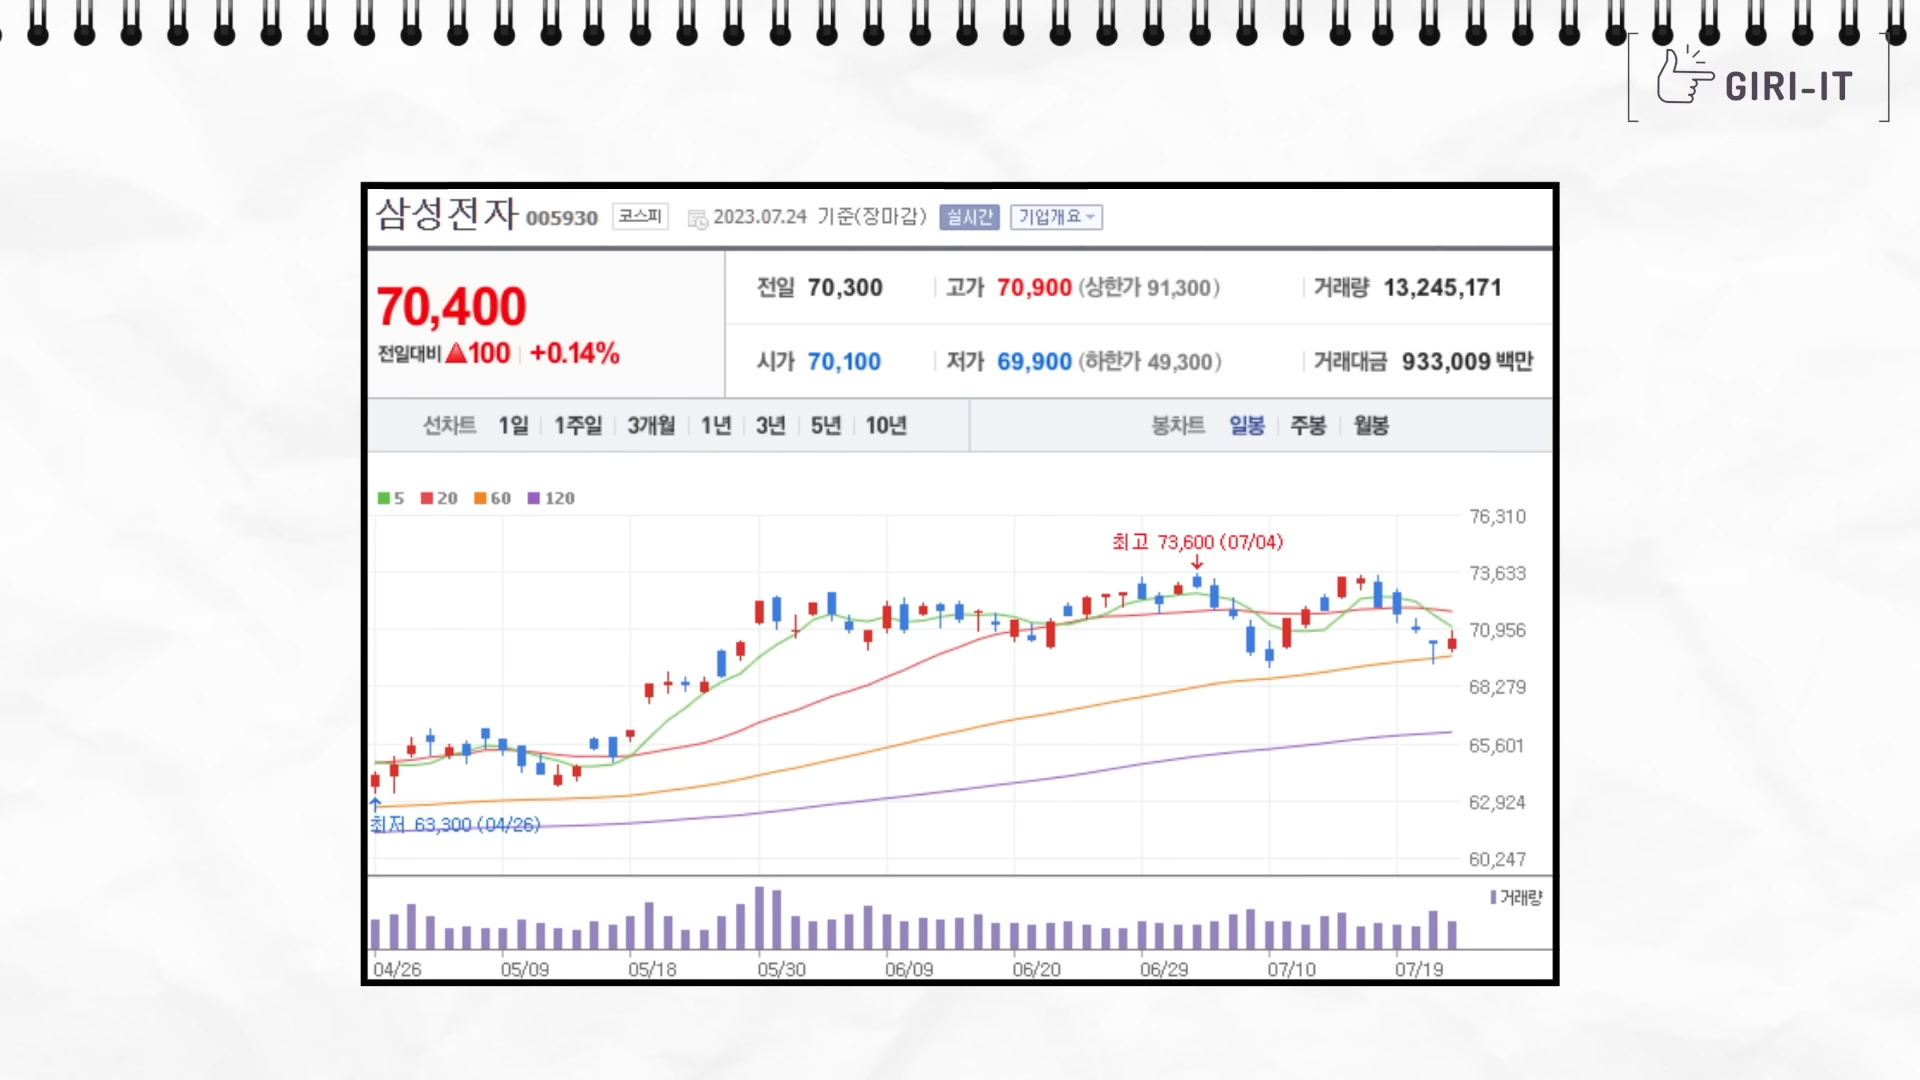 GIRI-IT
삼성전자 005930 코스피 2023.07.24 기준(장마감) 실시간 기업개요
70,400
전일대비 ▲100 +0.14%
전일 70,300 고가 70,900 (상한가 91,300) 거래량 13,245,171
시가 70,100 저가 69,900 (하한가 49,300) 거래대금 933,009 백만
선차트 1일 1주일 3개월 1년 3년 5년 10년 봉차트 일봉 주봉 월봉
5 20 60 120
76,310
최고 73,600 (07/04)
73,633
70,956
68,279
65,601
62,924
최저 63,300 (04/26)
60,247
거래량
04/26 05/09 05/18 05/30 06/09 06/20 06/29 07/10 07/19